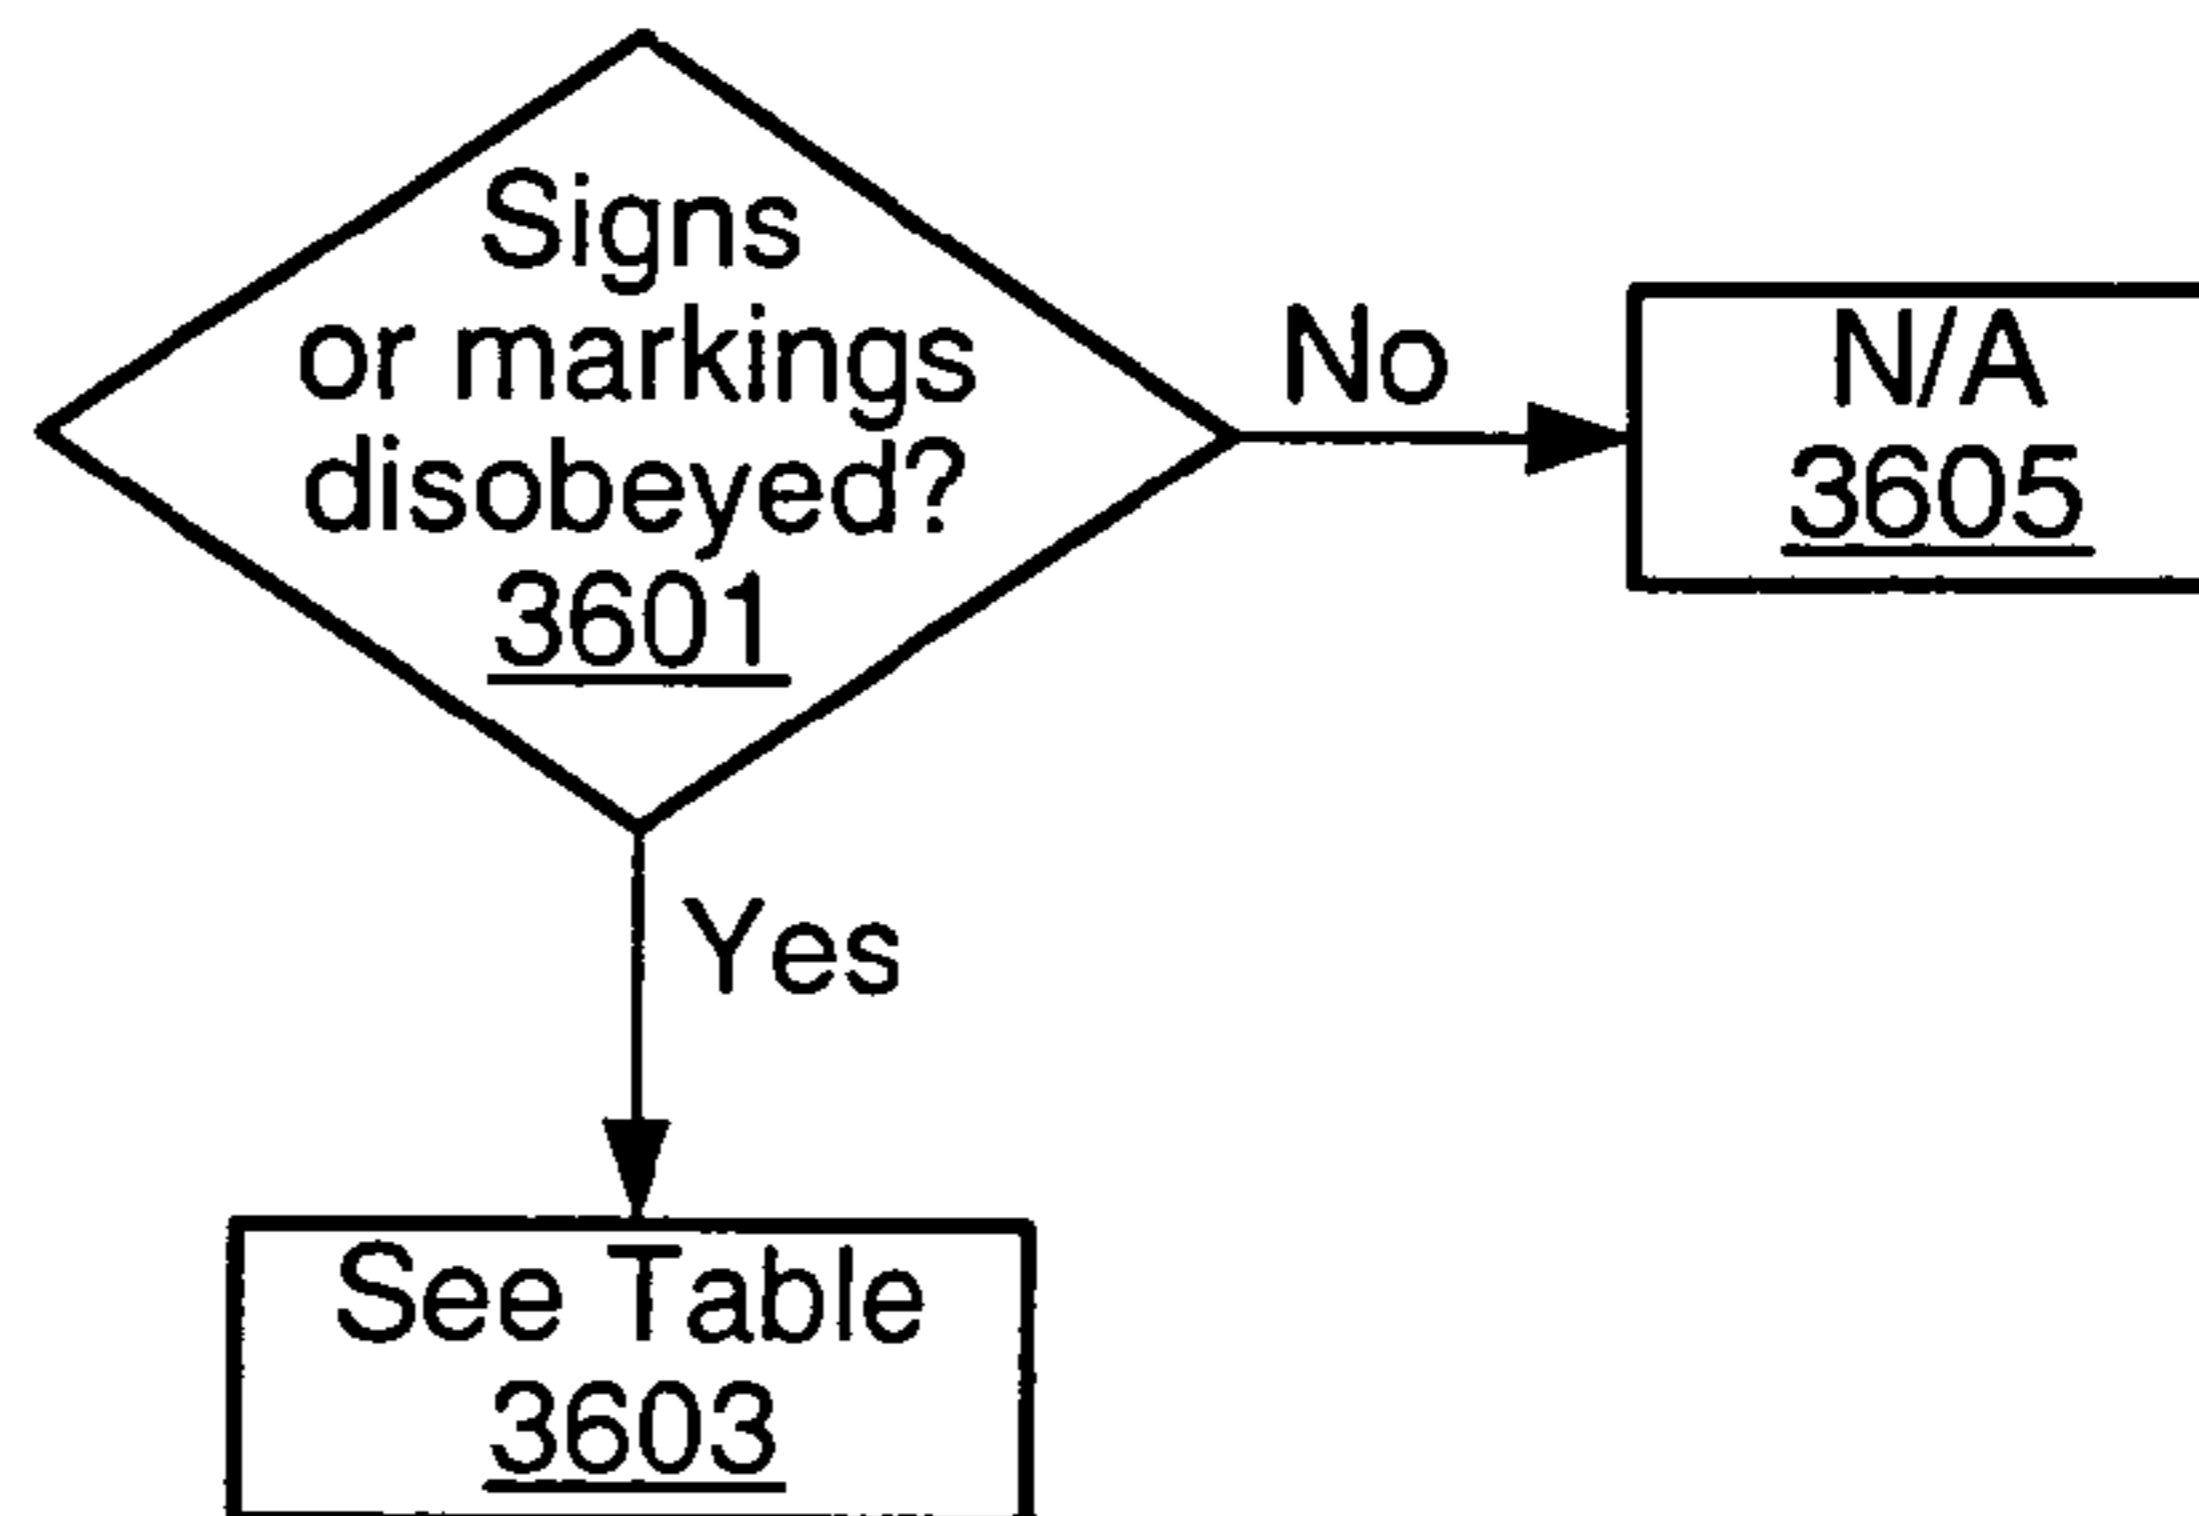 Signs
or markings
disobeyed?
3601
No
N/A
3605
Yes
See Table
3603